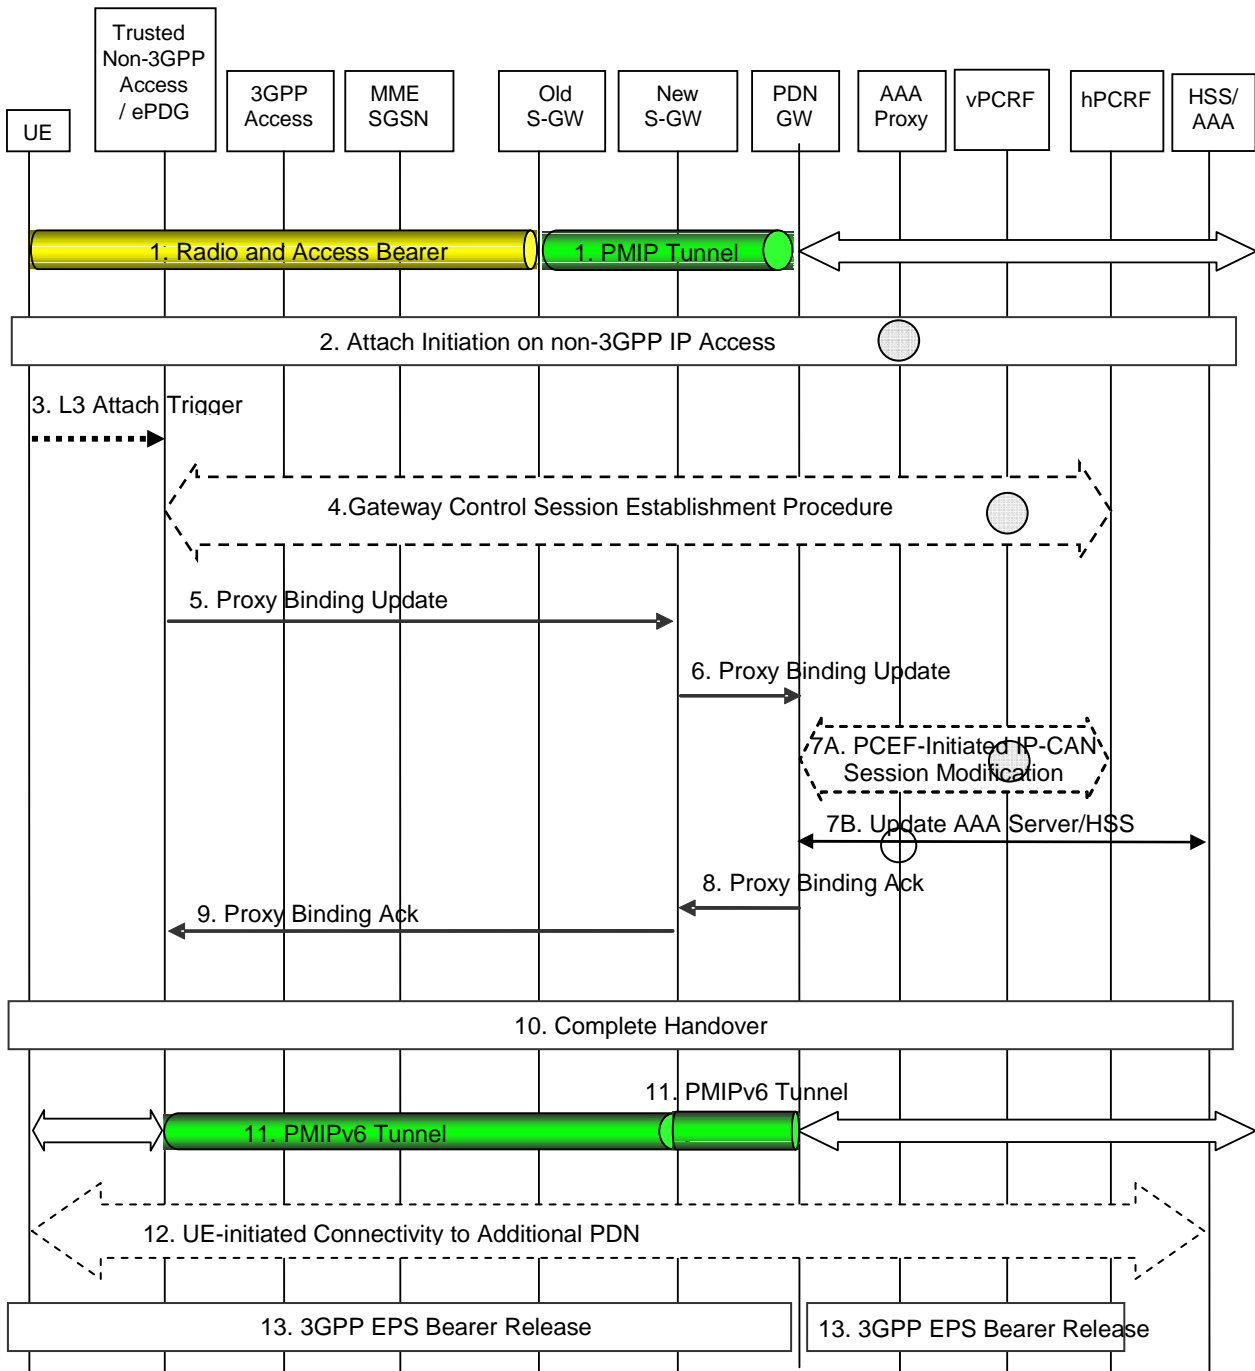 UE
Trusted
Non-3GPP
Access
/ ePDG
3GPP
Access
MME
SGSN
Old
S-GW
New
S-GW
PDN
GW
AAA
Proxy
vPCRF
hPCRF
HSS/
AAA
1. Radio and Access Bearer
1. PMIP Tunnel
2. Attach Initiation on non-3GPP IP Access
3. L3 Attach Trigger
4.Gateway Control Session Establishment Procedure
5. Proxy Binding Update
6. Proxy Binding Update
7A. PCEF-Initiated IP-CAN
Session Modification
7B. Update AAA Server/HSS
8. Proxy Binding Ack
9. Proxy Binding Ack
10. Complete Handover
11. PMIPv6 Tunnel
11. PMIPv6 Tunnel
12. UE-initiated Connectivity to Additional PDN
13. 3GPP EPS Bearer Release
13. 3GPP EPS Bearer Release